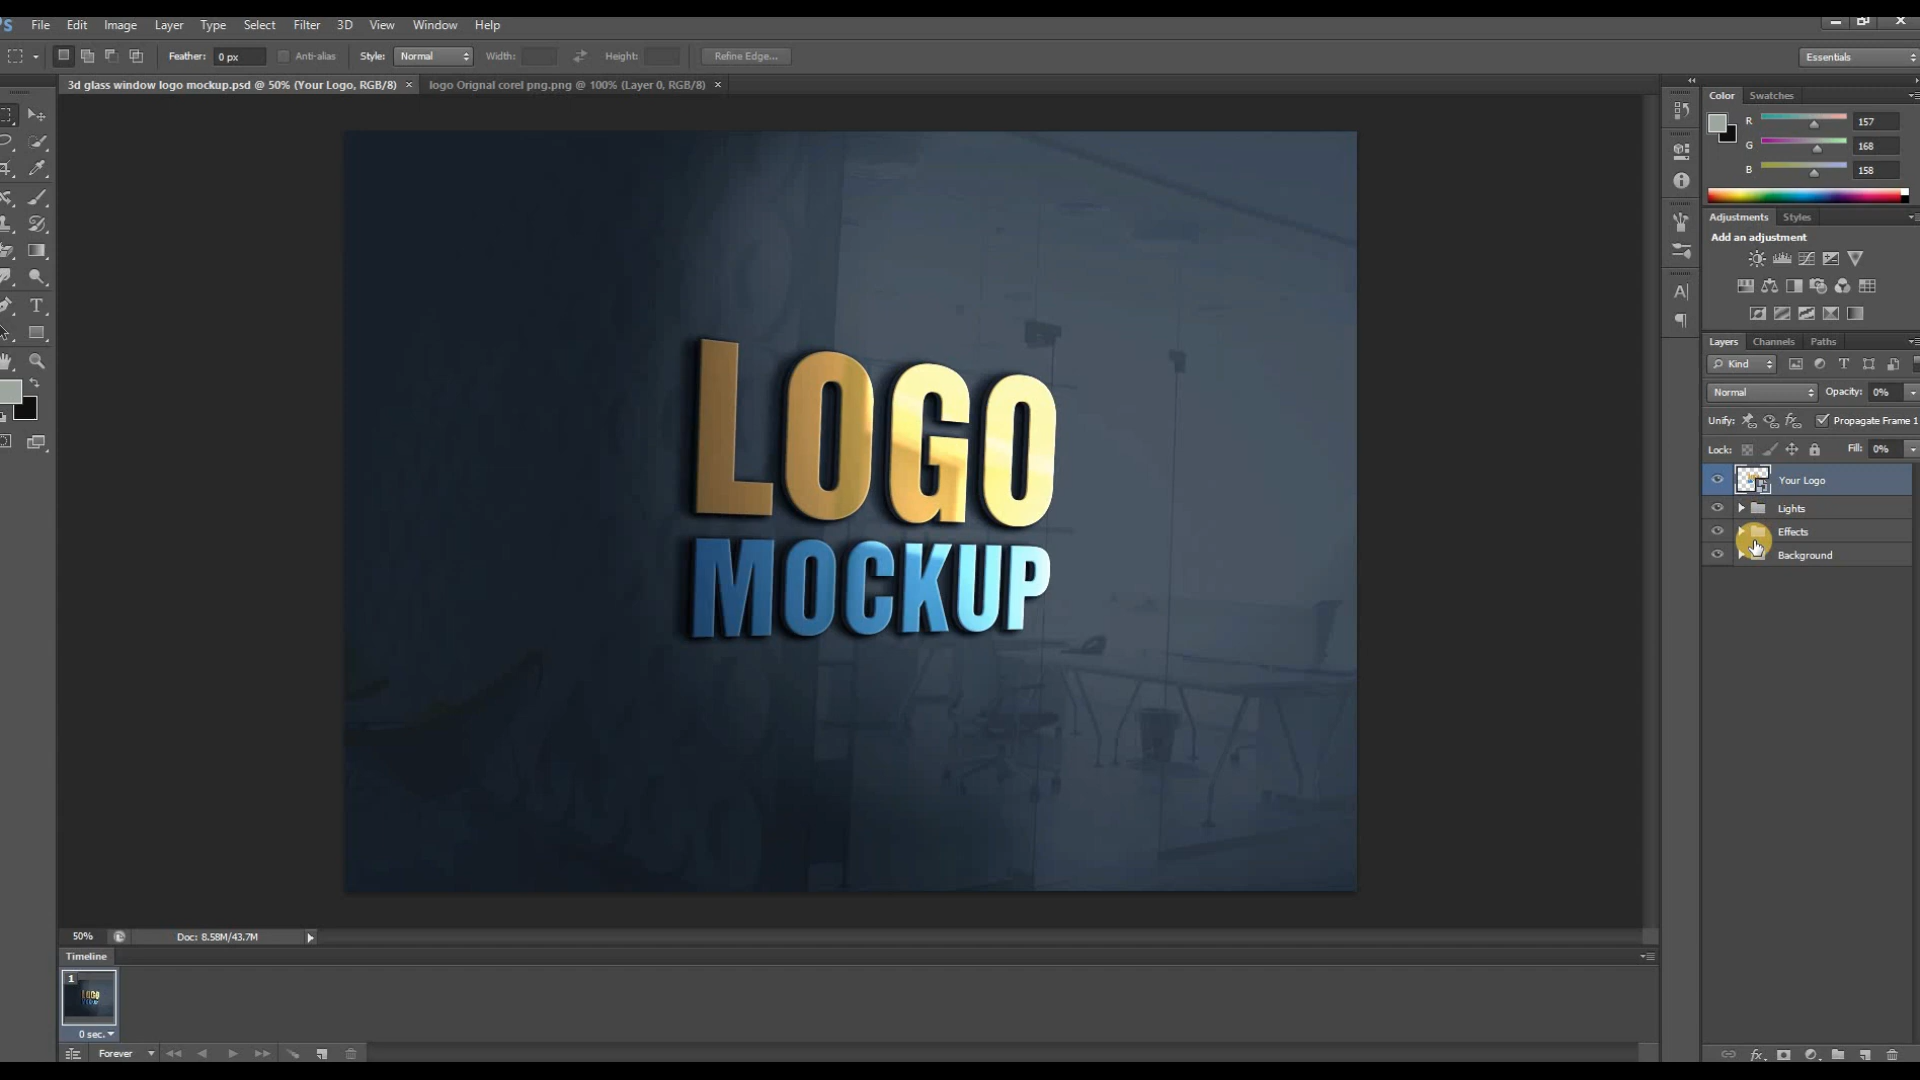 File Edit Image Layer Type Select Filter 3D View Window Help
Feather: 0 px Anti-alias Style: Normal Width: Height: Refine Edge... Essentials
3d glass window logo mockup.psd @ 50% (Your Logo, RGB/8) × logo Orignal corel png.png @ 100% (Layer 0, RGB/8) ×
Color Swatches
R 157
G 168
B 158
Adjustments Styles
Add an adjustment
Layers Channels Paths
Kind
Normal Opacity: 0%
Unify: Propagate Frame 1
Lock: Fill: 0%
Your Logo
Lights
Effects
Background
LOGO
MOCKUP
50% Doc: 8.58M/43.7M
Timeline
1
LOGO
0 sec.
Forever